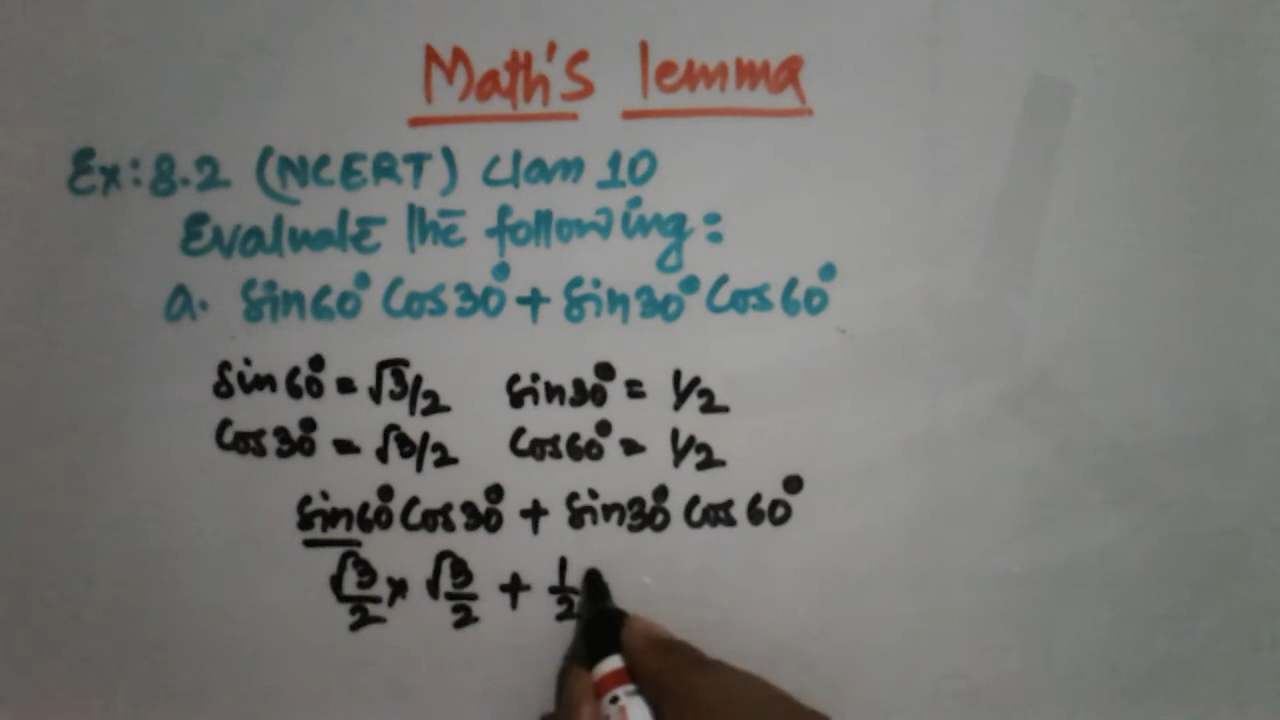 Math's lemma
Ex: 8.2 (NCERT) Class 10
Evaluate the following:
a. Sin60° Cos30° + Sin30° Cos60°
Sin60° = √3/2 Sin30° = 1/2
Cos30° = √3/2 Cos60° = 1/2
Sin60° Cos30° + Sin30° Cos60°
√3/2 × √3/2 + 1/2